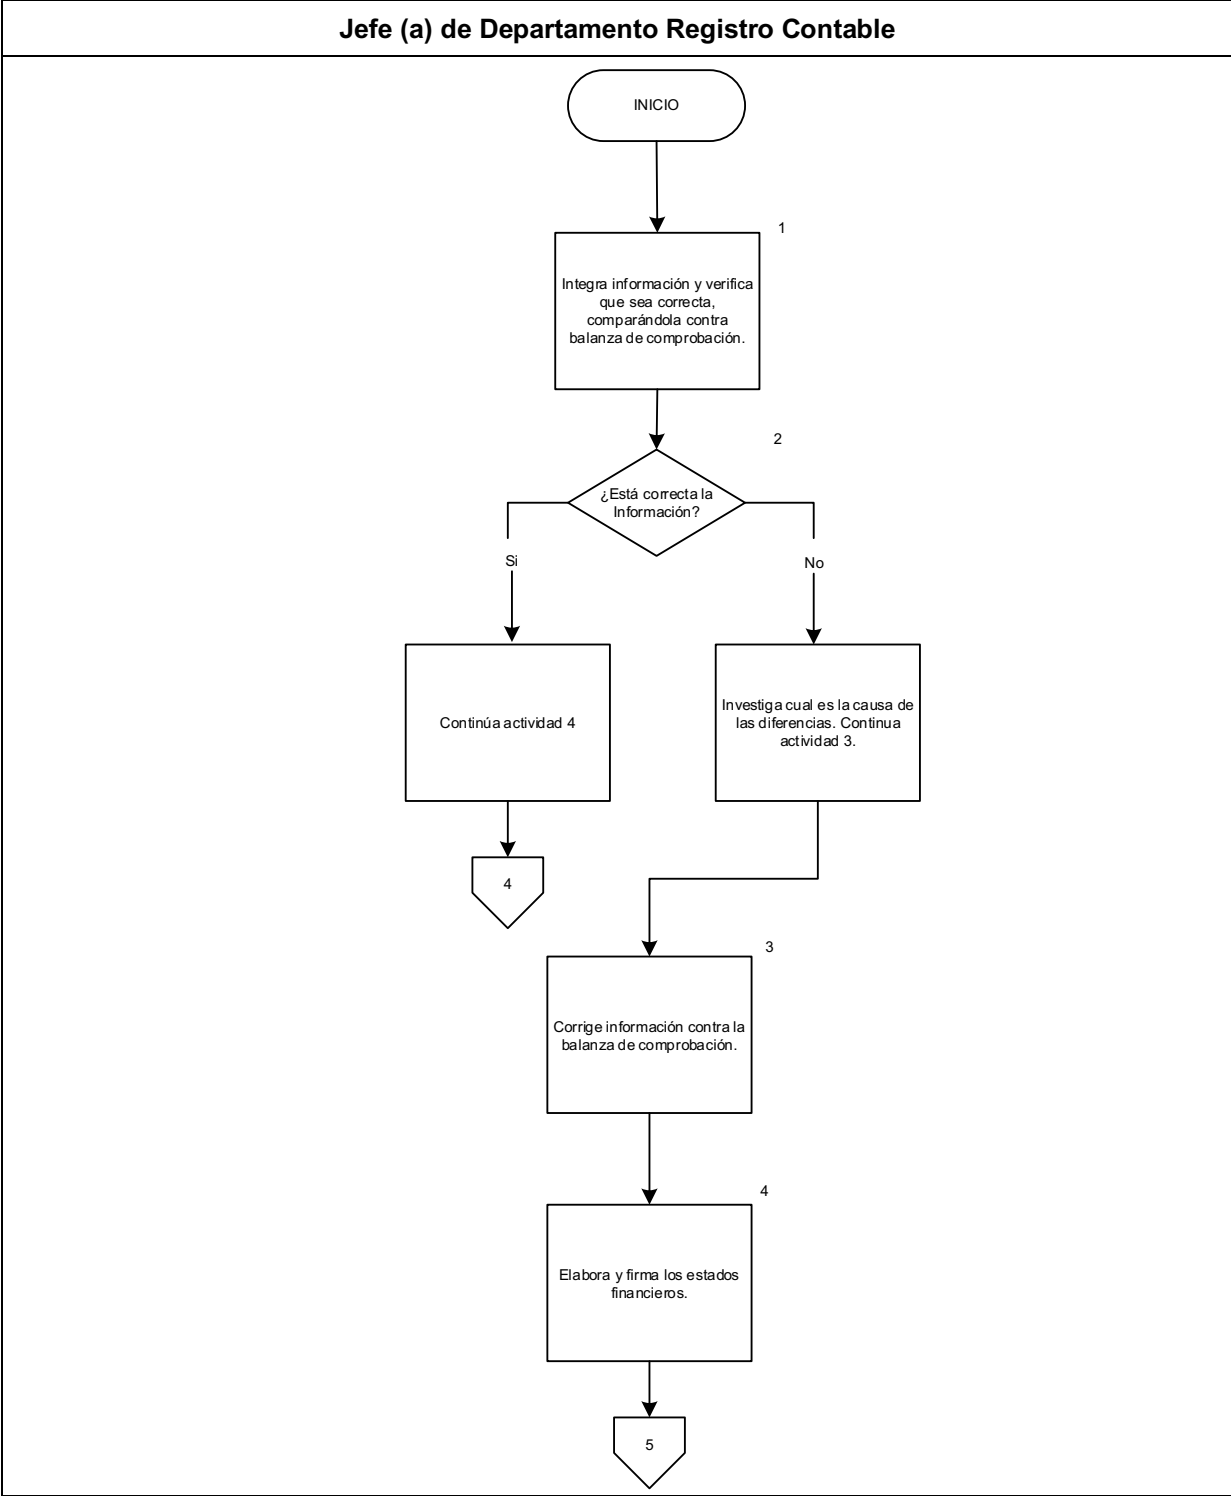 Jefe (a) de Departamento Registro Contable
INICIO
1
Integra información y verifica
que sea correcta,
comparándola contra
balanza de comprobación.
2
¿Está correcta la
Información?
Si
No
Continúa actividad 4
Investiga cual es la causa de
las diferencias. Continua
actividad 3.
4
3
Corrige información contra la
balanza de comprobación.
4
Elabora y firma los estados
financieros.
5